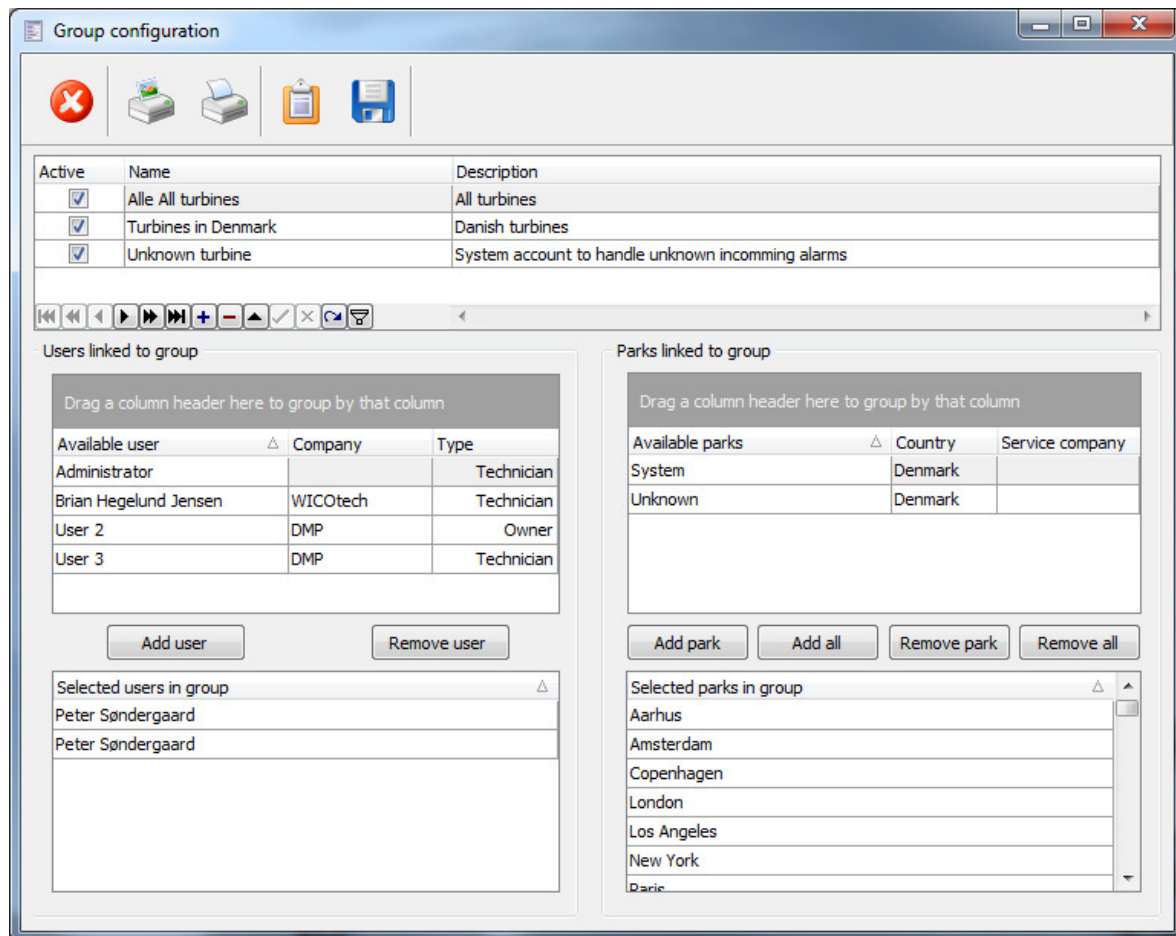 Group configuration
Active Name Description
Alle All turbines All turbines
Turbines in Denmark Danish turbines
Unknown turbine System account to handle unknown incomming alarms
Users linked to group
Drag a column header here to group by that column
Available user Company Type
Administrator Technician
Brian Hegelund Jensen WICOtech Technician
User 2 DMP Owner
User 3 DMP Technician
Add user Remove user
Selected users in group
Peter Søndergaard
Peter Søndergaard
Parks linked to group
Drag a column header here to group by that column
Available parks Country Service company
System Denmark
Unknown Denmark
Add park Add all Remove park Remove all
Selected parks in group
Aarhus
Amsterdam
Copenhagen
London
Los Angeles
New York
Paris